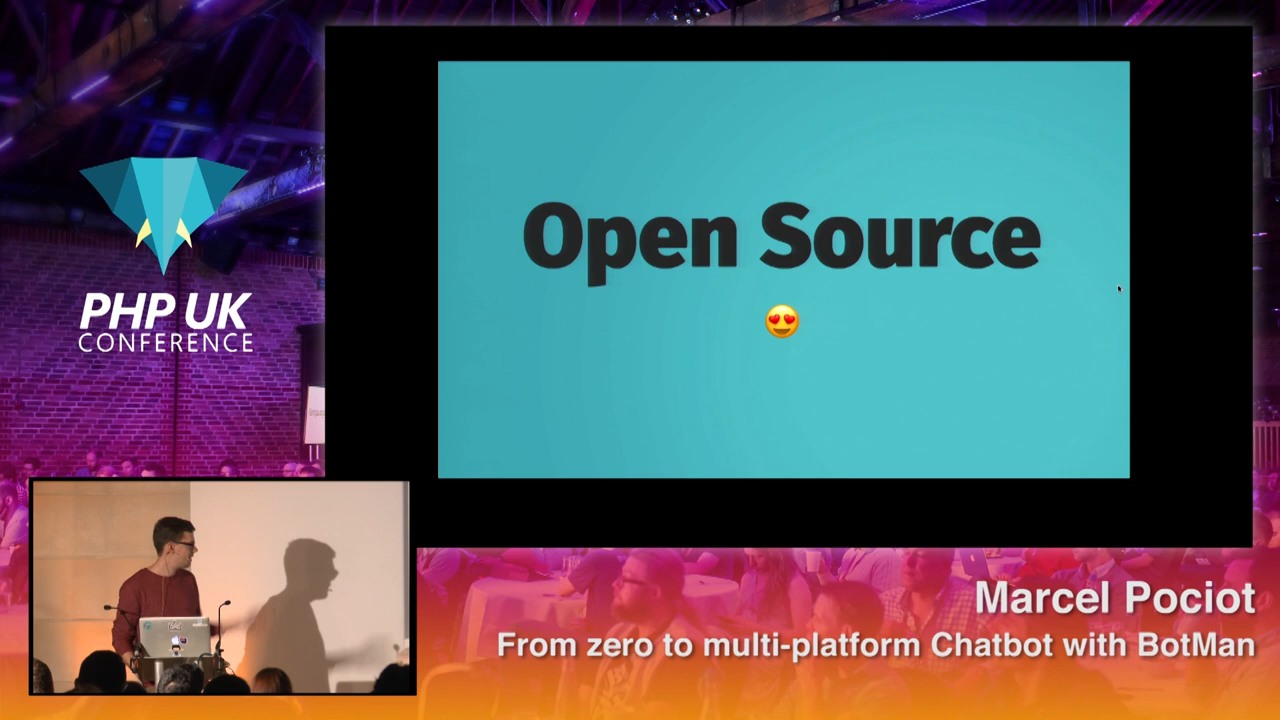 Open Source
PHP UK
CONFERENCE
Marcel Pociot
From zero to multi-platform Chatbot with BotMan